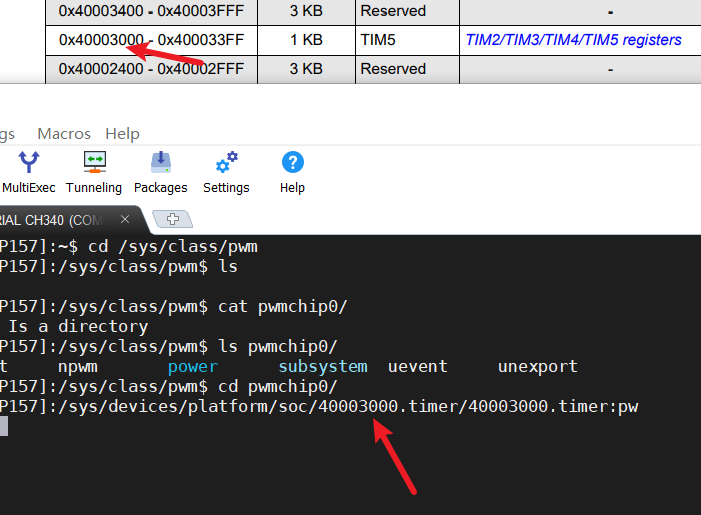 0x40003400 - 0x40003FFF 3 KB Reserved -
0x40003000 - 0x400033FF 1 KB TIM5 TIM2/TIM3/TIM4/TIM5 registers
0x40002400 - 0x40002FFF 3 KB Reserved -
gs Macros Help
MultiExec Tunneling Packages Settings Help
RIAL CH340 (COM
P157]:~$ cd /sys/class/pwm
P157]:/sys/class/pwm$ ls
P157]:/sys/class/pwm$ cat pwmchip0/
Is a directory
P157]:/sys/class/pwm$ ls pwmchip0/
t npwm power subsystem uevent unexport
P157]:/sys/class/pwm$ cd pwmchip0/
P157]:/sys/devices/platform/soc/40003000.timer/40003000.timer:pw